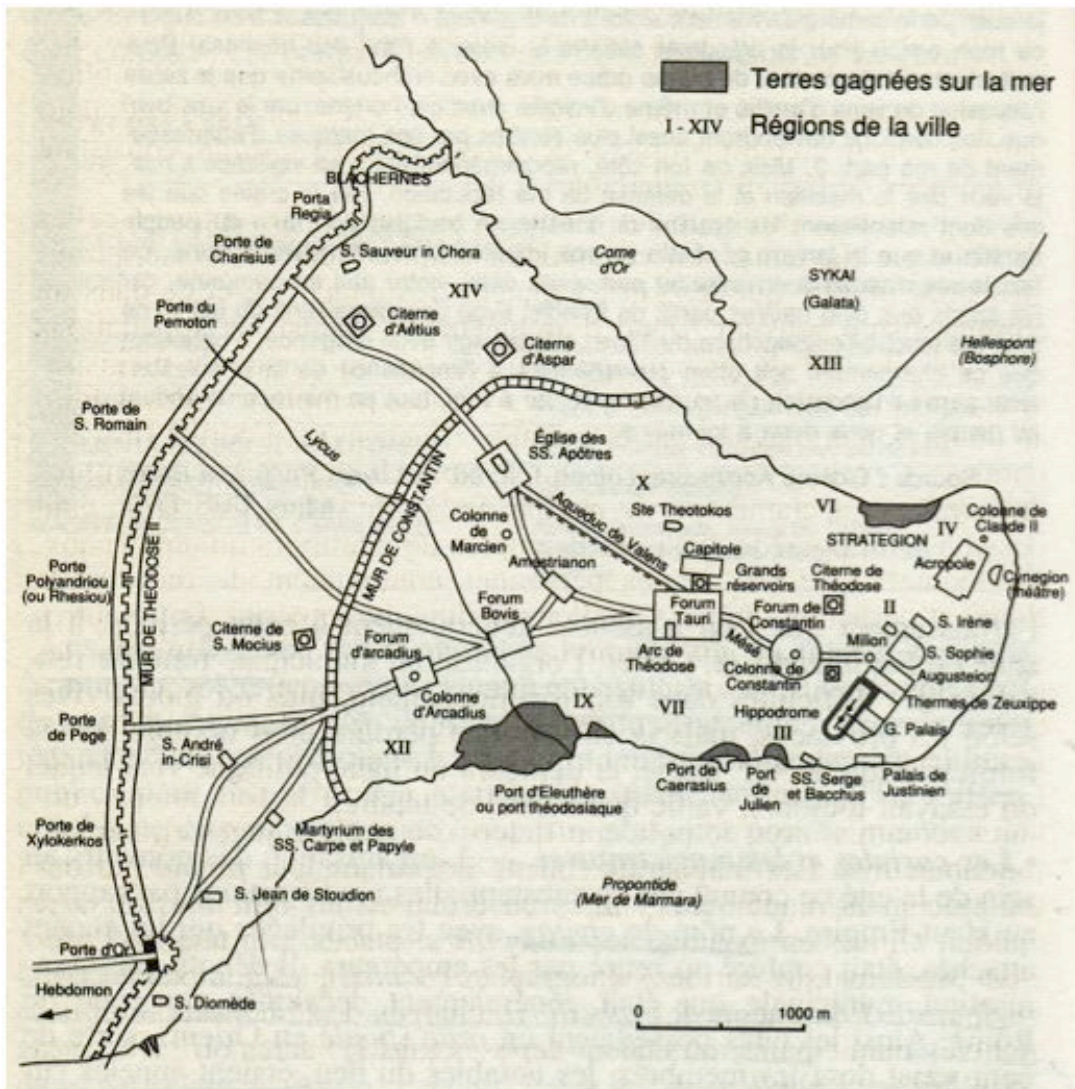 Terres gagnées sur la mer
I - XIV Régions de la ville
BLACHERNES
Porta
Regia
Porte de
Charisius
S. Sauveur in Chora
Corne
d'Or
SYKAI
(Galata)
XIV
Porte du
Pemoton
Citerne
d'Aétius
Citerne
d'Aspar
XIII
Hellespont
(Bosphore)
Porte de
S. Romain
Lycus
MUR DE CONSTANTIN
Église des
SS. Apôtres
X
Ste Theotokos
Aqueduc de Valens
VI
STRATEGION
IV
Colonne de
Claude II
Colonne
de
Marcien
Capitole
Acropole
Cynegion
(théâtre)
Amastrianon
Grands
réservoirs
Citerne de
Théodose
Porte
Polyandriou
(ou Rhesiou)
MUR DE THEODOSE II
Forum
Bovis
Forum
Tauri
Forum de
Constantin
II
S. Irène
Citerne de
S. Mocius
Forum
d'arcadius
Mésé
Milion
S. Sophie
Arc de
Théodose
Colonne de
Constantin
Augusteion
Colonne
d'Arcadius
IX
VII
Hippodrome
Thermes de Zeuxippe
G. Palais
Porte
de Pege
S. André
in-Crisi
XII
III
Port d'Eleuthère
ou port théodosiaque
Port de
Caerasius
Port
de
Julien
SS. Serge
et Bacchus
Palais de
Justinien
Porte de
Xylokerkos
Martyrium des
SS. Carpe et Papyle
S. Jean de Stoudion
Propontide
(Mer de Marmara)
Porte d'Or
Hebdomon
S. Diomède
0 1000 m